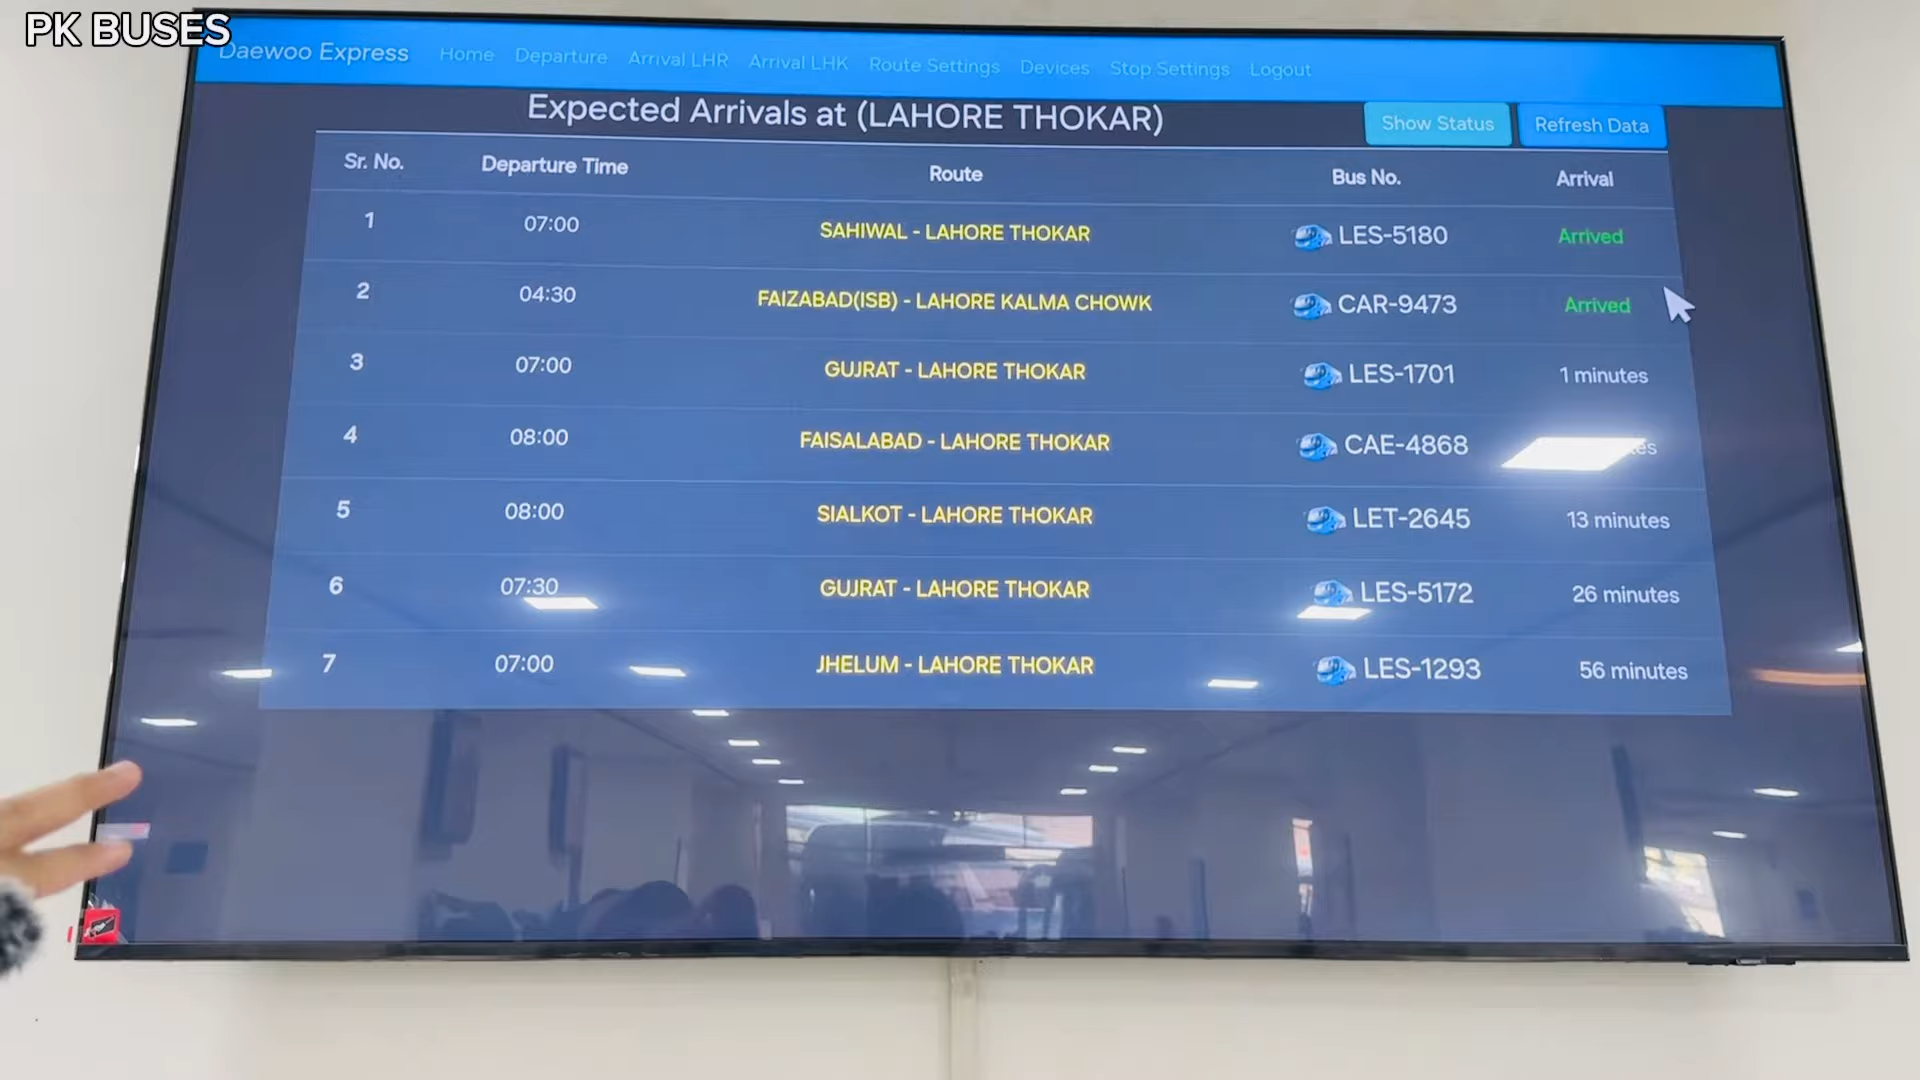 PK BUSES
Daewoo Express Home Departure Arrival LHR Arrival LHK Route Settings Devices Stop Settings Logout
Expected Arrivals at (LAHORE THOKAR) Show Status Refresh Data
Sr. No. Departure Time Route Bus No. Arrival
1 07:00 SAHIWAL - LAHORE THOKAR LES-5180 Arrived
2 04:30 FAIZABAD(ISB) - LAHORE KALMA CHOWK CAR-9473 Arrived
3 07:00 GUJRAT - LAHORE THOKAR LES-1701 1 minutes
4 08:00 FAISALABAD - LAHORE THOKAR CAE-4868
5 08:00 SIALKOT - LAHORE THOKAR LET-2645 13 minutes
6 07:30 GUJRAT - LAHORE THOKAR LES-5172 26 minutes
7 07:00 JHELUM - LAHORE THOKAR LES-1293 56 minutes